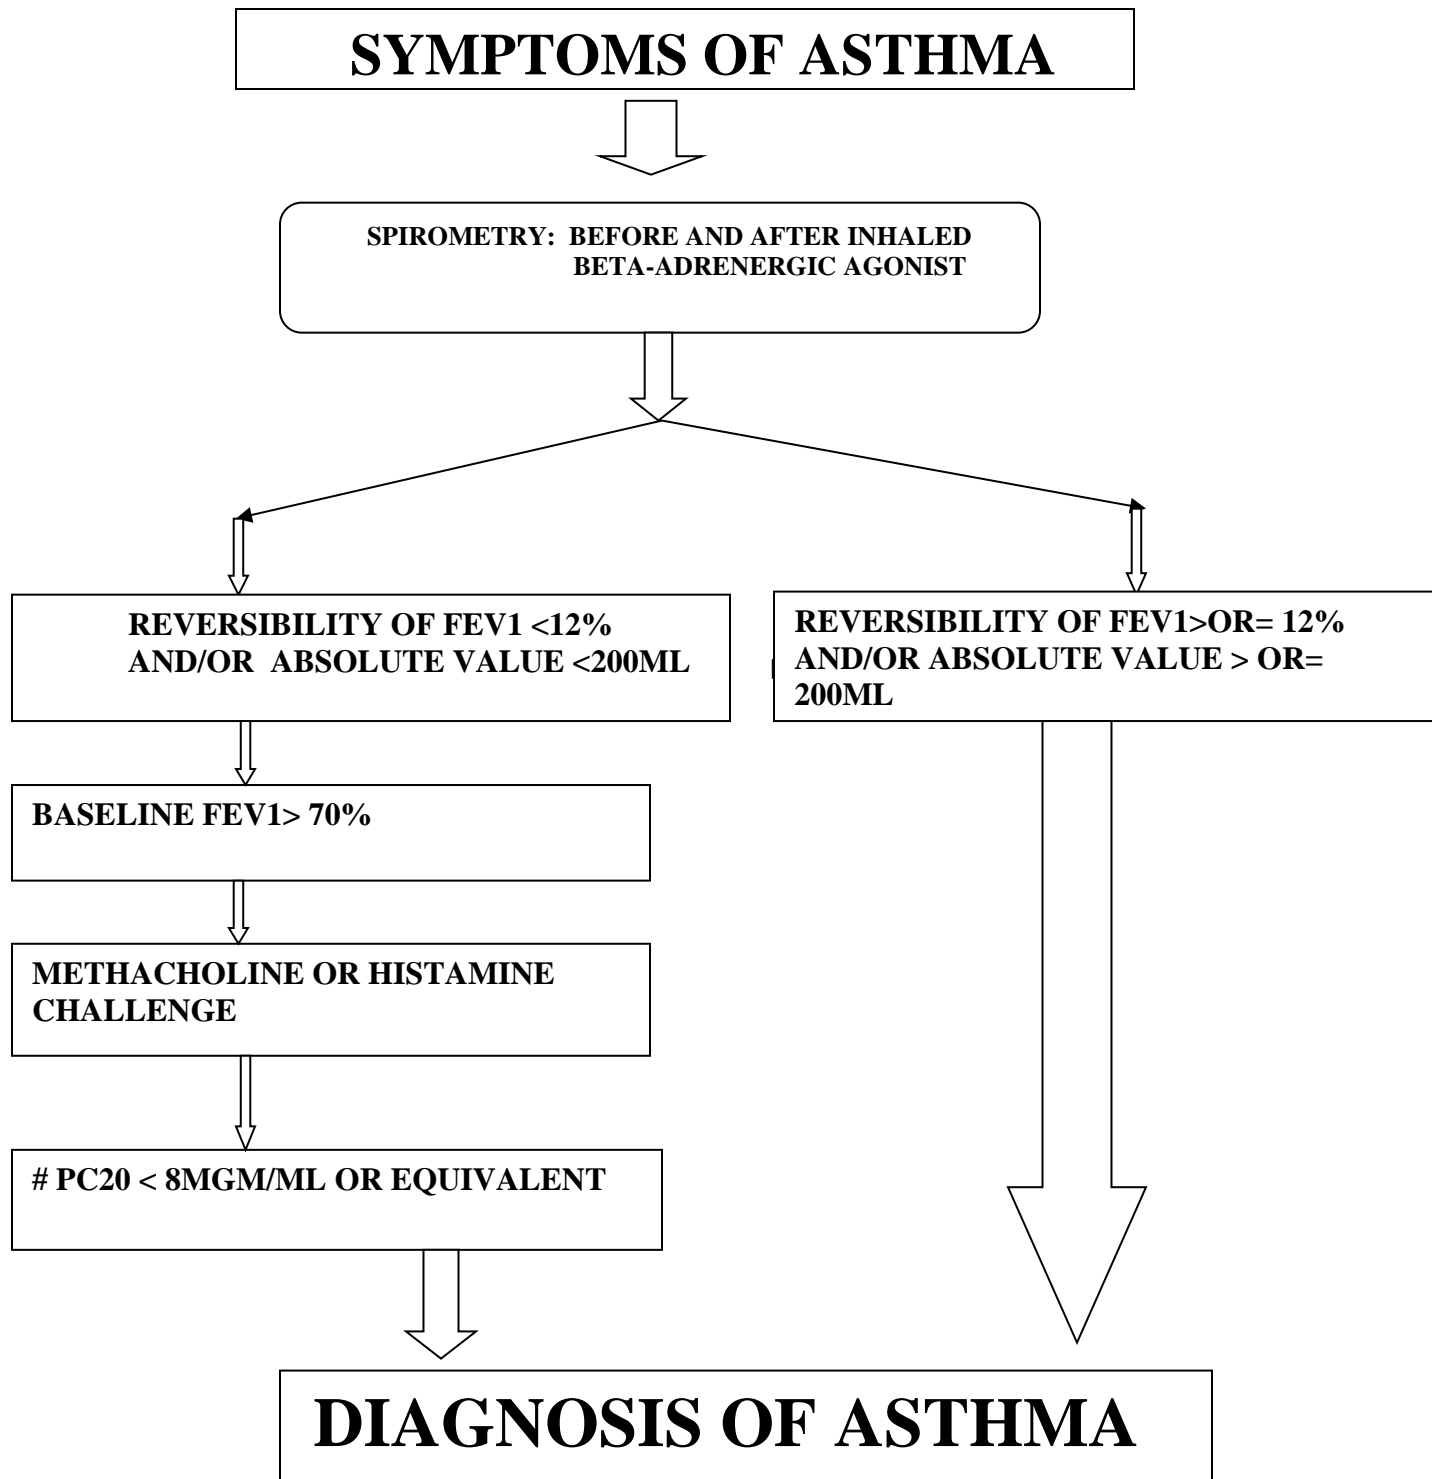 SYMPTOMS OF ASTHMA
SPIROMETRY: BEFORE AND AFTER INHALED
BETA-ADRENERGIC AGONIST
REVERSIBILITY OF FEV1 <12%
AND/OR ABSOLUTE VALUE <200ML
REVERSIBILITY OF FEV1>OR= 12%
AND/OR ABSOLUTE VALUE > OR=
200ML
BASELINE FEV1> 70%
METHACHOLINE OR HISTAMINE
CHALLENGE
# PC20 < 8MGM/ML OR EQUIVALENT
DIAGNOSIS OF ASTHMA